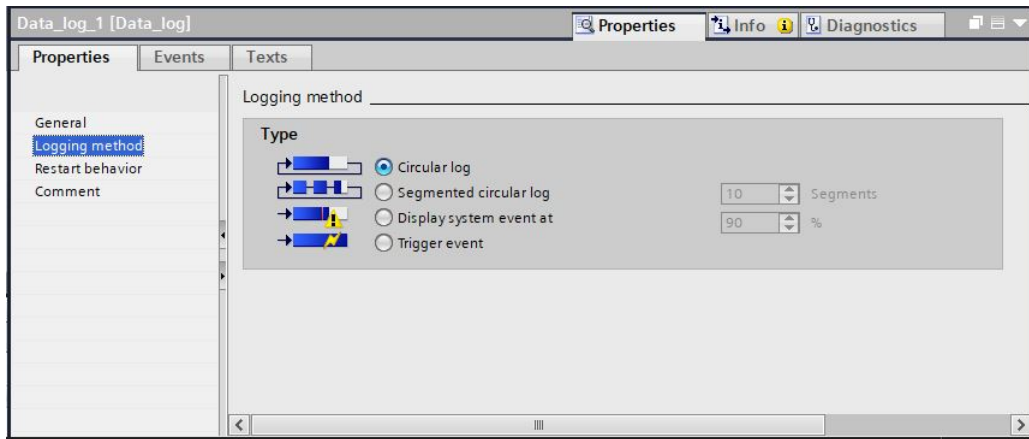 Data_log_1 [Data_log]
Properties
Info
Diagnostics
Properties
Events
Texts
General
Logging method
Restart behavior
Comment
Logging method
Type
Circular log
Segmented circular log
10
Segments
Display system event at
90
%
Trigger event